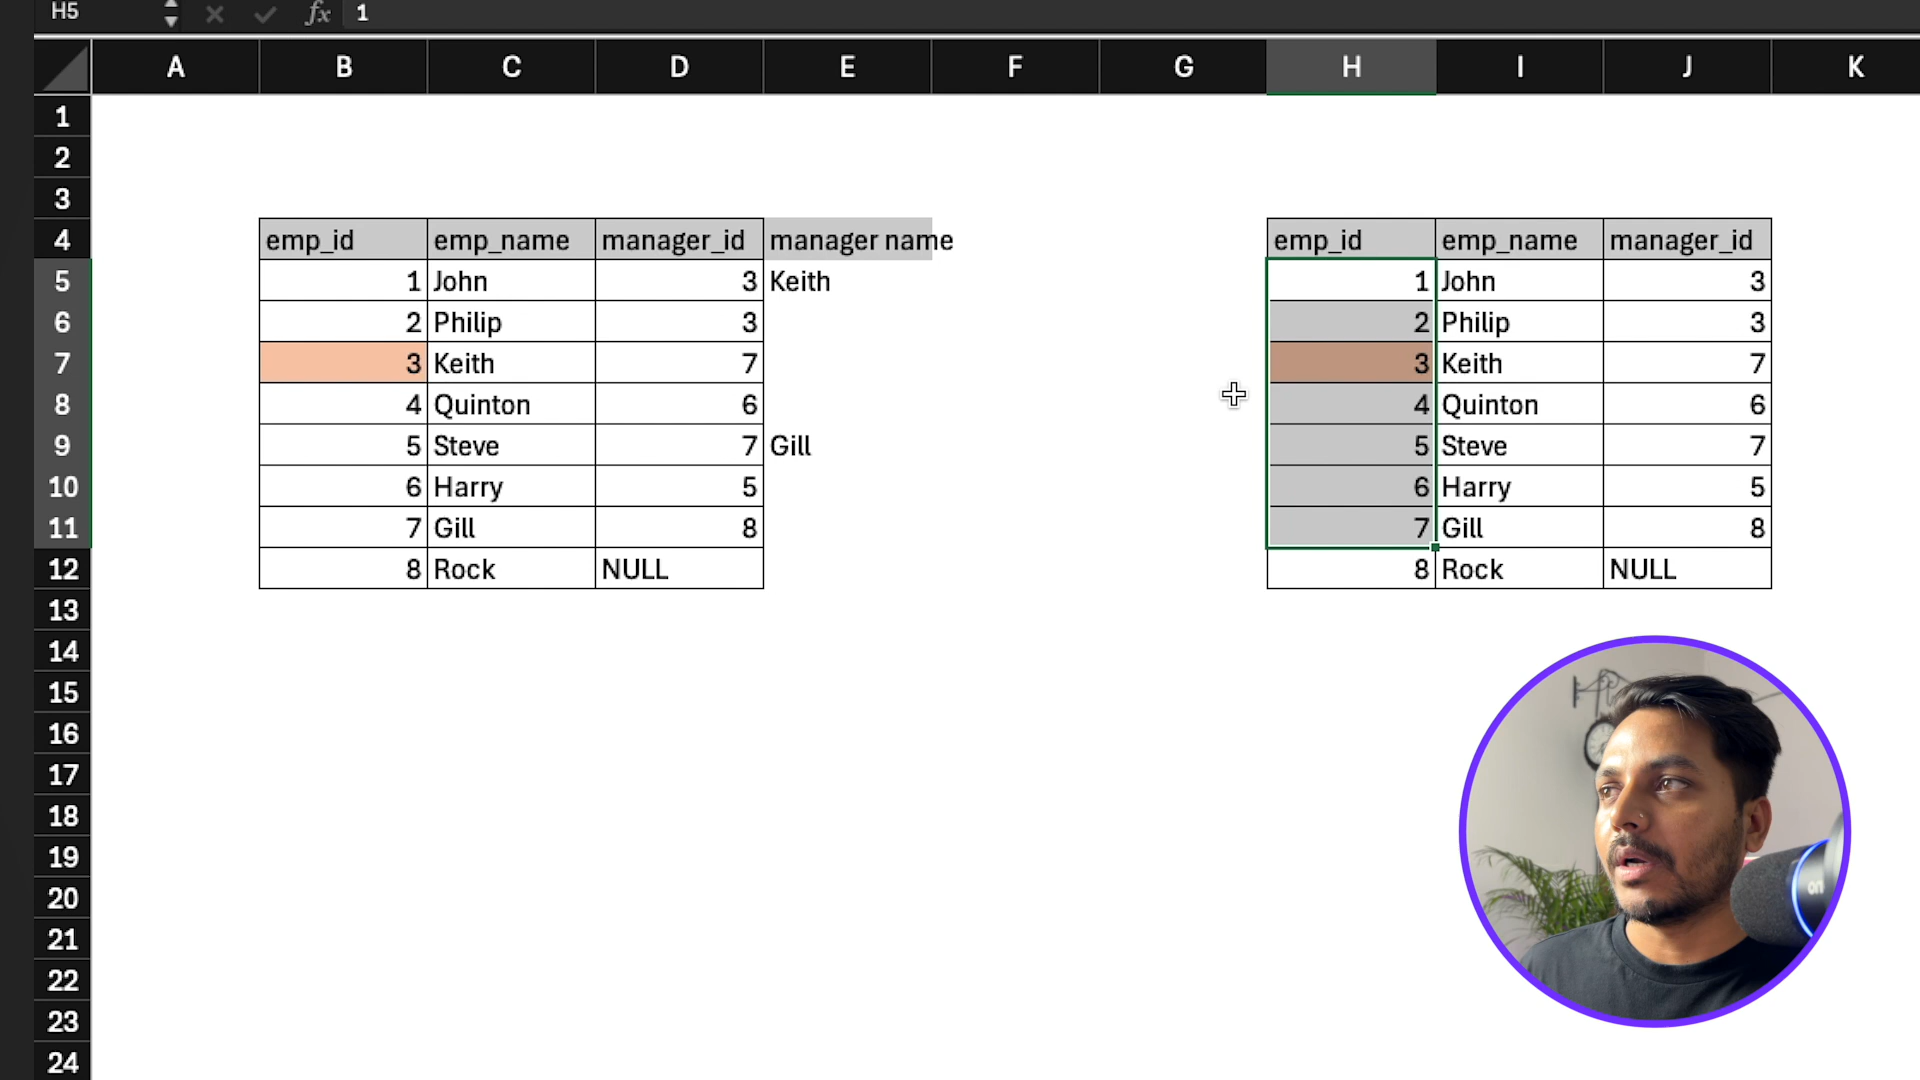 H5 fx 1
A B C D E F G H I J K
1
2
3
4 emp_id emp_name manager_id manager name emp_id emp_name manager_id
5 1 John 3 Keith 1 John 3
6 2 Philip 3 2 Philip 3
7 3 Keith 7 3 Keith 7
8 4 Quinton 6 4 Quinton 6
9 5 Steve 7 Gill 5 Steve 7
10 6 Harry 5 6 Harry 5
11 7 Gill 8 7 Gill 8
12 8 Rock NULL 8 Rock NULL
13
14
15
16
17
18
19
20
21
22
23
24
on